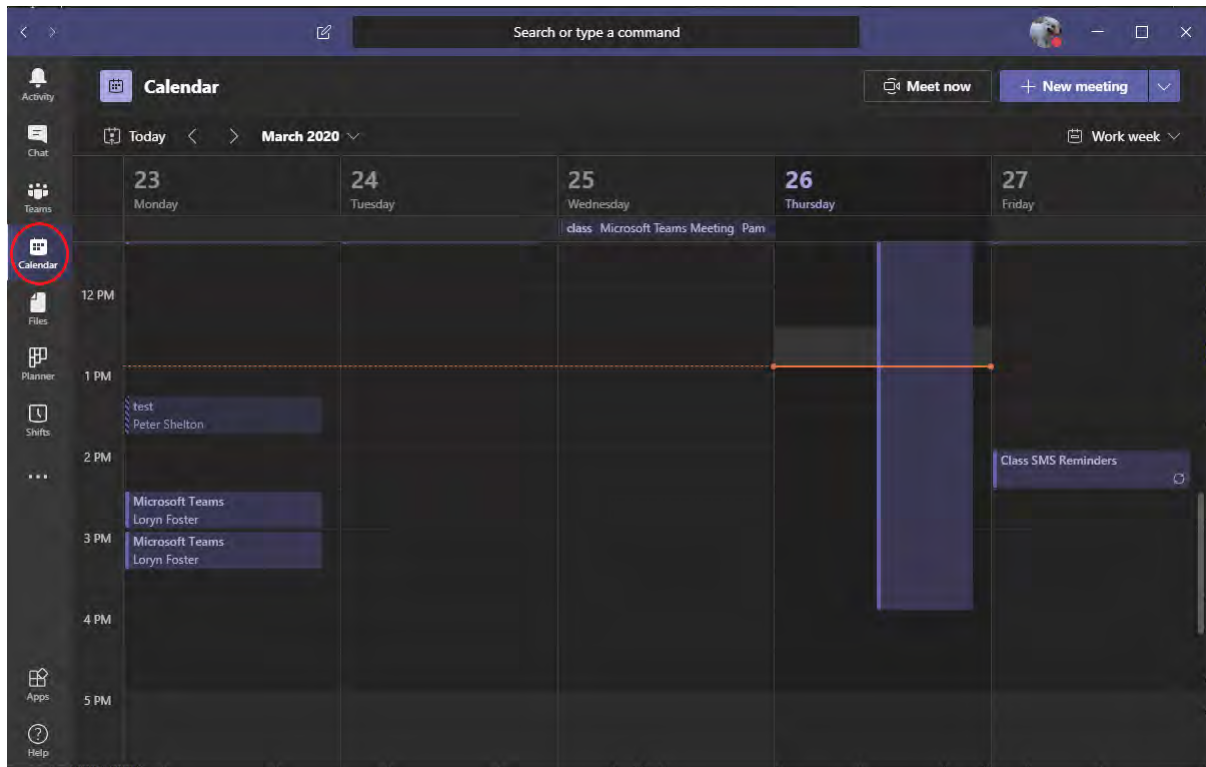 Search or type a command
Activity
Chat
Teams
Calendar
Files
Planner
Shifts
Apps
Help
Calendar
Meet now
New meeting
Today
March 2020
Work week
23
Monday
24
Tuesday
25
Wednesday
26
Thursday
27
Friday
class Microsoft Teams Meeting Pam
12 PM
1 PM
2 PM
3 PM
4 PM
5 PM
test
Peter Shelton
Microsoft Teams
Loryn Foster
Microsoft Teams
Loryn Foster
Class SMS Reminders